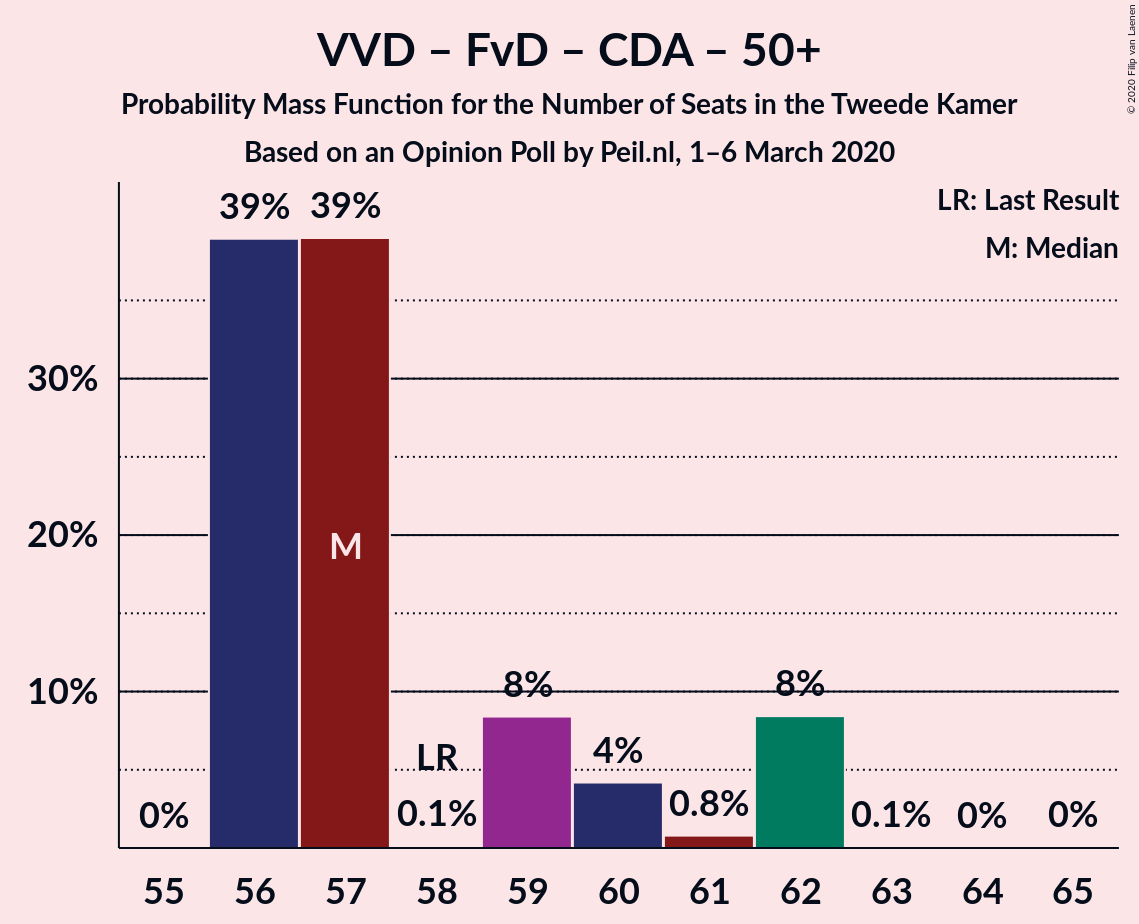 VVD – FvD – CDA – 50+
Probability Mass Function for the Number of Seats in the Tweede Kamer
Based on an Opinion Poll by Peil.nl, 1–6 March 2020
© 2020 Filip van Laenen
LR: Last Result
M: Median
39% 39%
30%
20%
M
10%
8% 8%
LR 4%
0% 0.1% 0.8% 0.1% 0% 0%
55 56 57 58 59 60 61 62 63 64 65